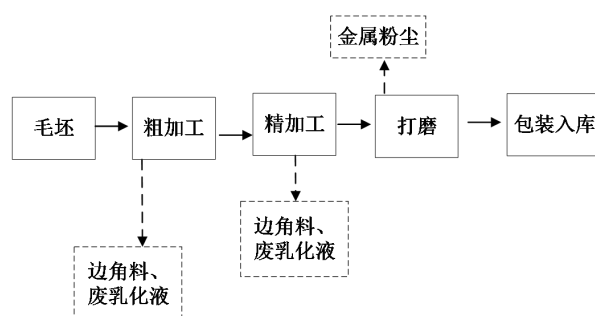 金属粉尘
毛坯
粗加工
精加工
打磨
包装入库
边角料、
废乳化液
边角料、
废乳化液